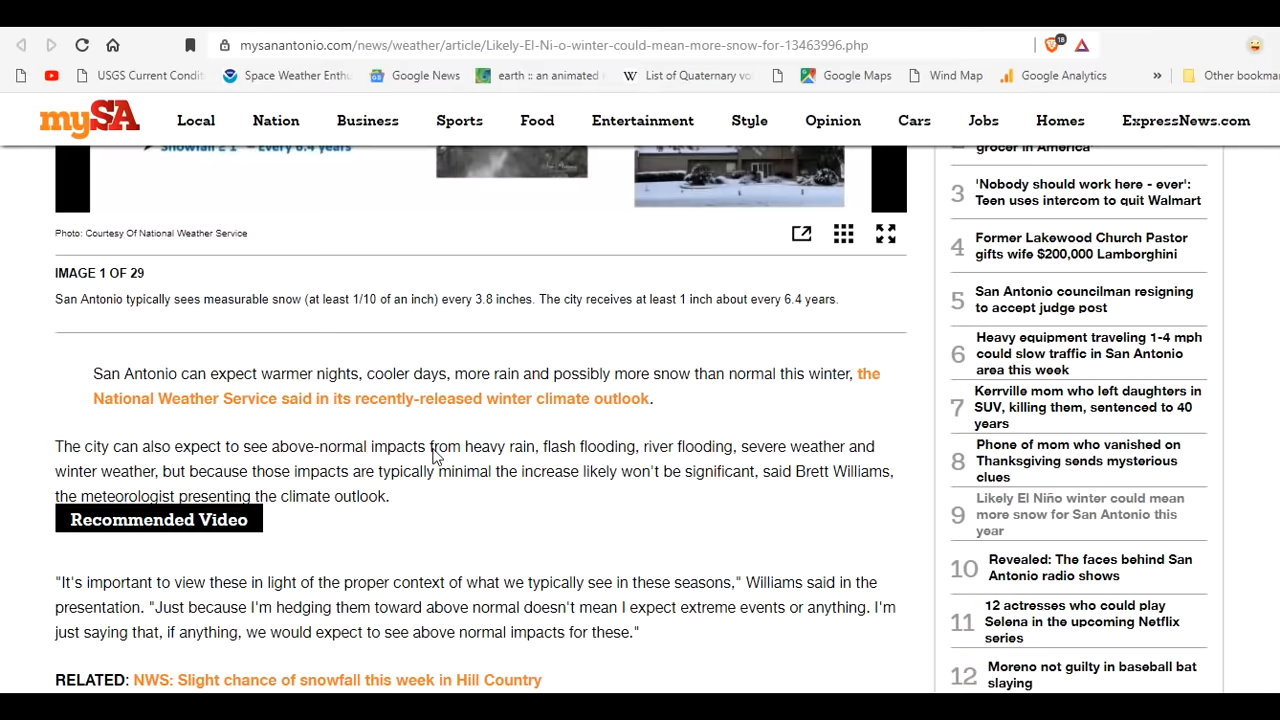 mysanantonio.com/news/weather/article/Likely-El-Ni-o-winter-could-mean-more-snow-for-13463996.php
18
USGS Current Condit
Space Weather Enthu
Google News
earth :: an animated
List of Quaternary vo
Google Maps
Wind Map
Google Analytics
»
Other bookma
mySA
Local
Nation
Business
Sports
Food
Entertainment
Style
Opinion
Cars
Jobs
Homes
ExpressNews.com
Snowfall ≥ 1" ~ Every 6.4 years
Photo: Courtesy Of National Weather Service
IMAGE 1 OF 29
San Antonio typically sees measurable snow (at least 1/10 of an inch) every 3.8 inches. The city receives at least 1 inch about every 6.4 years.
San Antonio can expect warmer nights, cooler days, more rain and possibly more snow than normal this winter, the
National Weather Service said in its recently-released winter climate outlook.
The city can also expect to see above-normal impacts from heavy rain, flash flooding, river flooding, severe weather and
winter weather, but because those impacts are typically minimal the increase likely won't be significant, said Brett Williams,
the meteorologist presenting the climate outlook.
Recommended Video
"It's important to view these in light of the proper context of what we typically see in these seasons," Williams said in the
presentation. "Just because I'm hedging them toward above normal doesn't mean I expect extreme events or anything. I'm
just saying that, if anything, we would expect to see above normal impacts for these."
RELATED: NWS: Slight chance of snowfall this week in Hill Country
grocer in America
3
'Nobody should work here - ever':
Teen uses intercom to quit Walmart
4
Former Lakewood Church Pastor
gifts wife $200,000 Lamborghini
5
San Antonio councilman resigning
to accept judge post
6
Heavy equipment traveling 1-4 mph
could slow traffic in San Antonio
area this week
7
Kerrville mom who left daughters in
SUV, killing them, sentenced to 40
years
8
Phone of mom who vanished on
Thanksgiving sends mysterious
clues
9
Likely El Niño winter could mean
more snow for San Antonio this
year
10
Revealed: The faces behind San
Antonio radio shows
11
12 actresses who could play
Selena in the upcoming Netflix
series
12
Moreno not guilty in baseball bat
slaying